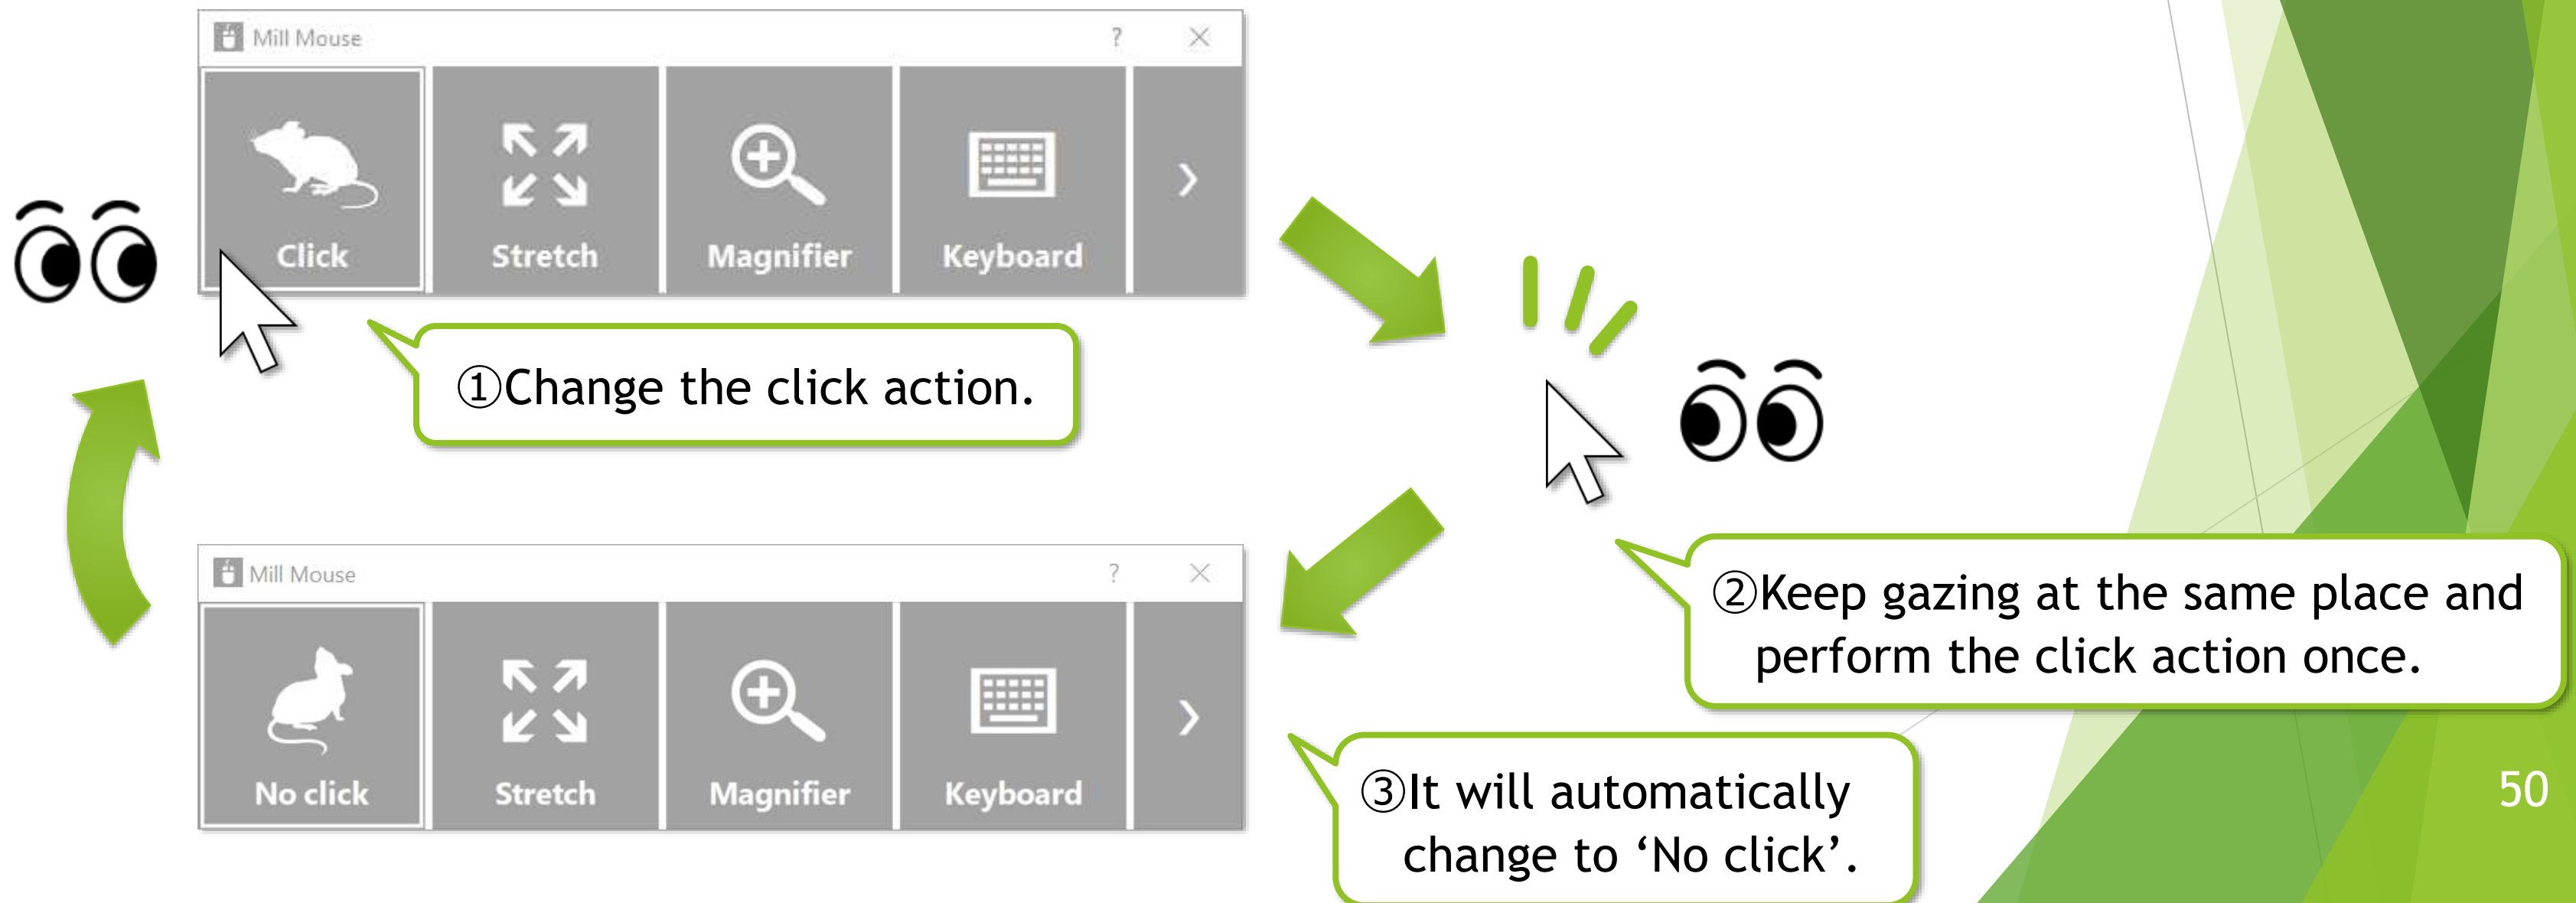 Mill Mouse ?
Click Stretch Magnifier Keyboard
①Change the click action.
②Keep gazing at the same place and
perform the click action once.
Mill Mouse ?
No click Stretch Magnifier Keyboard
③It will automatically
change to ‘No click’.
50